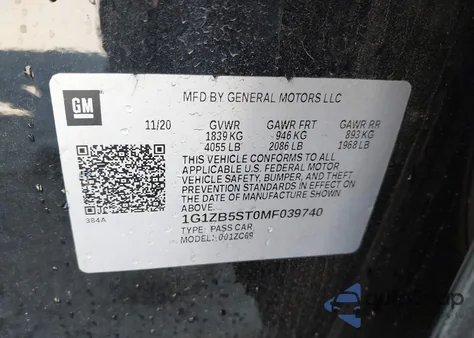 GM
MFD BY GENERAL MOTORS LLC
11/20 GVWR GAWR FRT GAWR RR
1839 KG 946 KG 893 KG
4055 LB 2086 LB 1968 LB
THIS VEHICLE CONFORMS TO ALL
APPLICABLE U.S. FEDERAL MOTOR
VEHICLE SAFETY, BUMPER, AND THEFT
PREVENTION STANDARDS IN EFFECT ON
THE DATE OF MANUFACTURE SHOWN ABOVE.
384A
1G1ZB5ST0MF039740
TYPE: PASS CAR
MODEL: 001ZC69